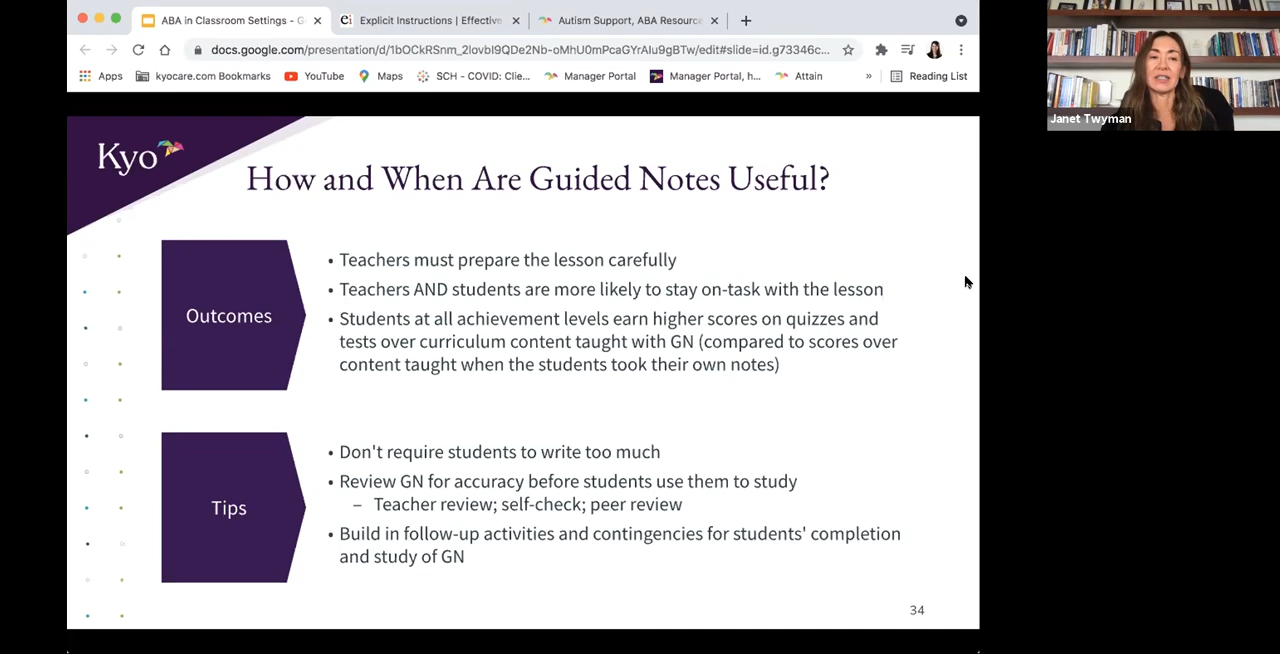 ABA in Classroom Settings - G
Explicit Instructions | Effective
Autism Support, ABA Resource
docs.google.com/presentation/d/1bOCkRSnm_2lovbI9QDe2Nb-oMhU0mPcaGYrAlu9gBTw/edit#slide=id.g73346c...
Apps
kyocare.com Bookmarks
YouTube
Maps
SCH - COVID: Clie...
Manager Portal
Manager Portal, h...
Attain
»
Reading List
Janet Twyman
Kyo
How and When Are Guided Notes Useful?
Outcomes
• Teachers must prepare the lesson carefully
• Teachers AND students are more likely to stay on-task with the lesson
• Students at all achievement levels earn higher scores on quizzes and
tests over curriculum content taught with GN (compared to scores over
content taught when the students took their own notes)
Tips
• Don't require students to write too much
• Review GN for accuracy before students use them to study
– Teacher review; self-check; peer review
• Build in follow-up activities and contingencies for students' completion
and study of GN
34